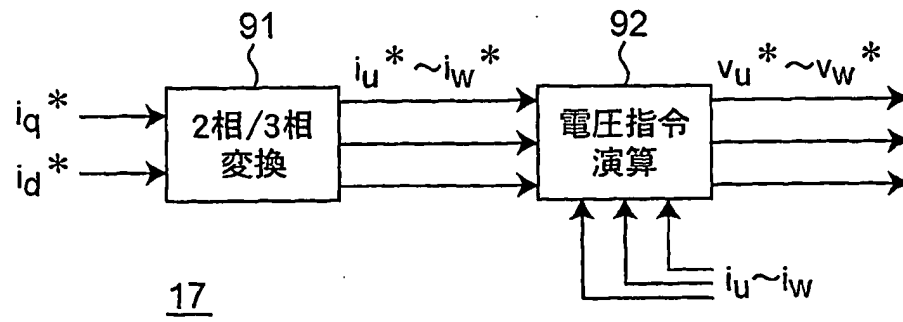 91
92
iu*~iw*
vu*~vw*
iq*
id*
2相/3相
変換
電圧指令
演算
iu~iw
17